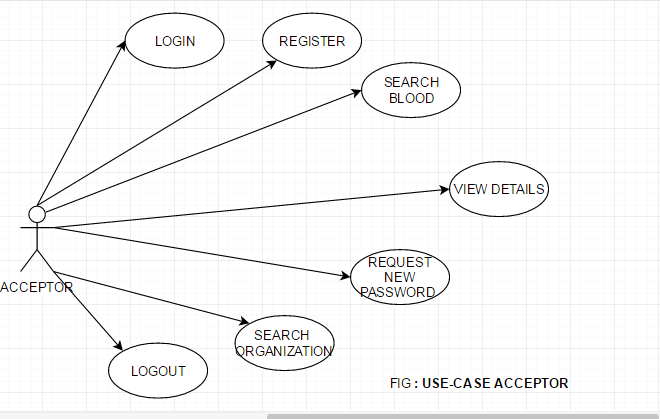 LOGIN
REGISTER
SEARCH
BLOOD
VIEW DETAILS
REQUEST
NEW
PASSWORD
ACCEPTOR
SEARCH
ORGANIZATION
LOGOUT
FIG : USE-CASE ACCEPTOR